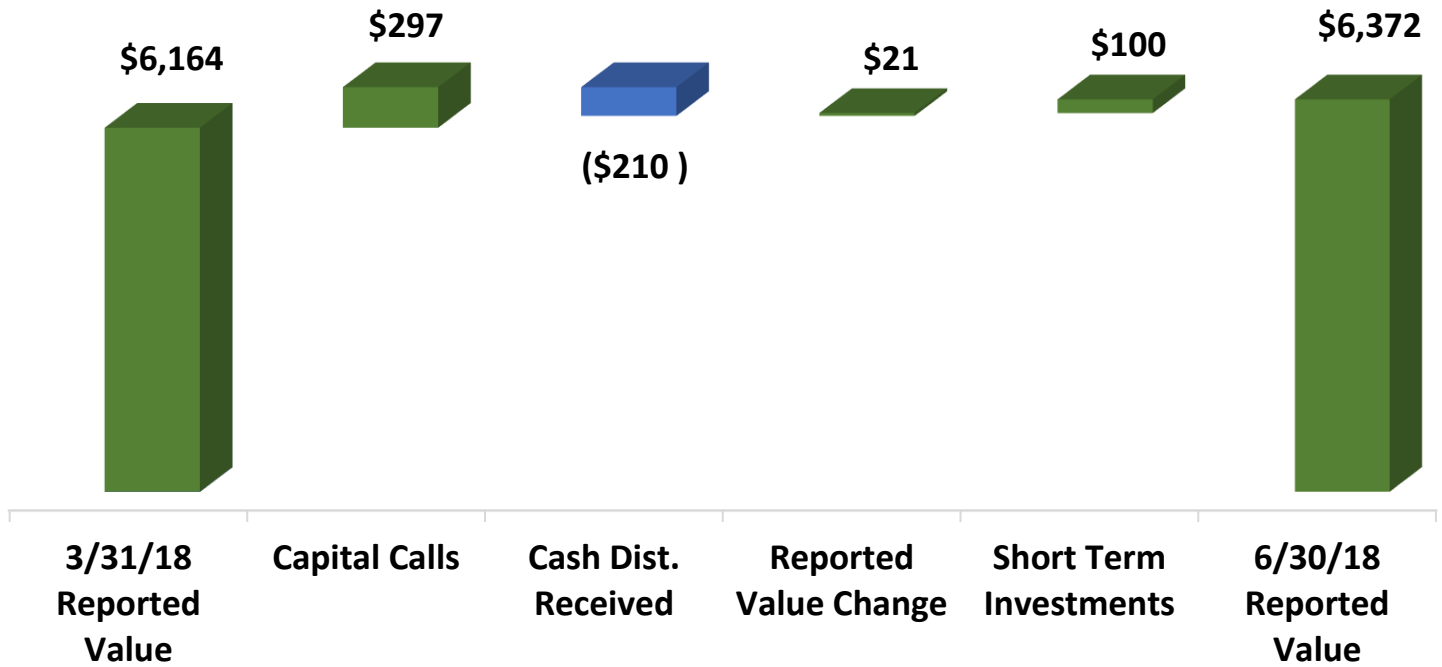 $6,164
$297
($210 )
$21
$100
$6,372
3/31/18
Reported
Value
Capital Calls
Cash Dist.
Received
Reported
Value Change
Short Term
Investments
6/30/18
Reported
Value